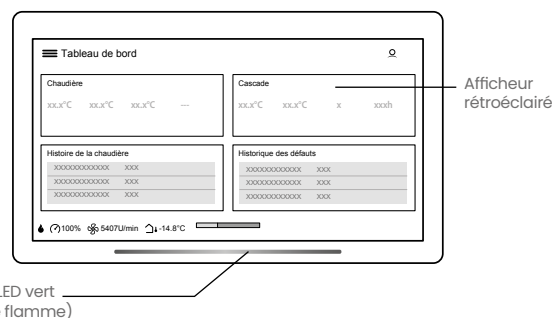 Tableau de bord
Chaudière
xx.x°C xx.x°C xx.x°C ---
Cascade
xx.x°C xx.x°C x xxxh
Afficheur
rétroéclairé
Histoire de la chaudière
XXXXXXXXXXXX XXX
XXXXXXXXXXXX XXX
XXXXXXXXXXXX XXX
Historique des défauts
XXXXXXXXXXXX XXX
XXXXXXXXXXXX XXX
XXXXXXXXXXXX XXX
100% 5407U/min -14.8°C
LED vert
flamme)